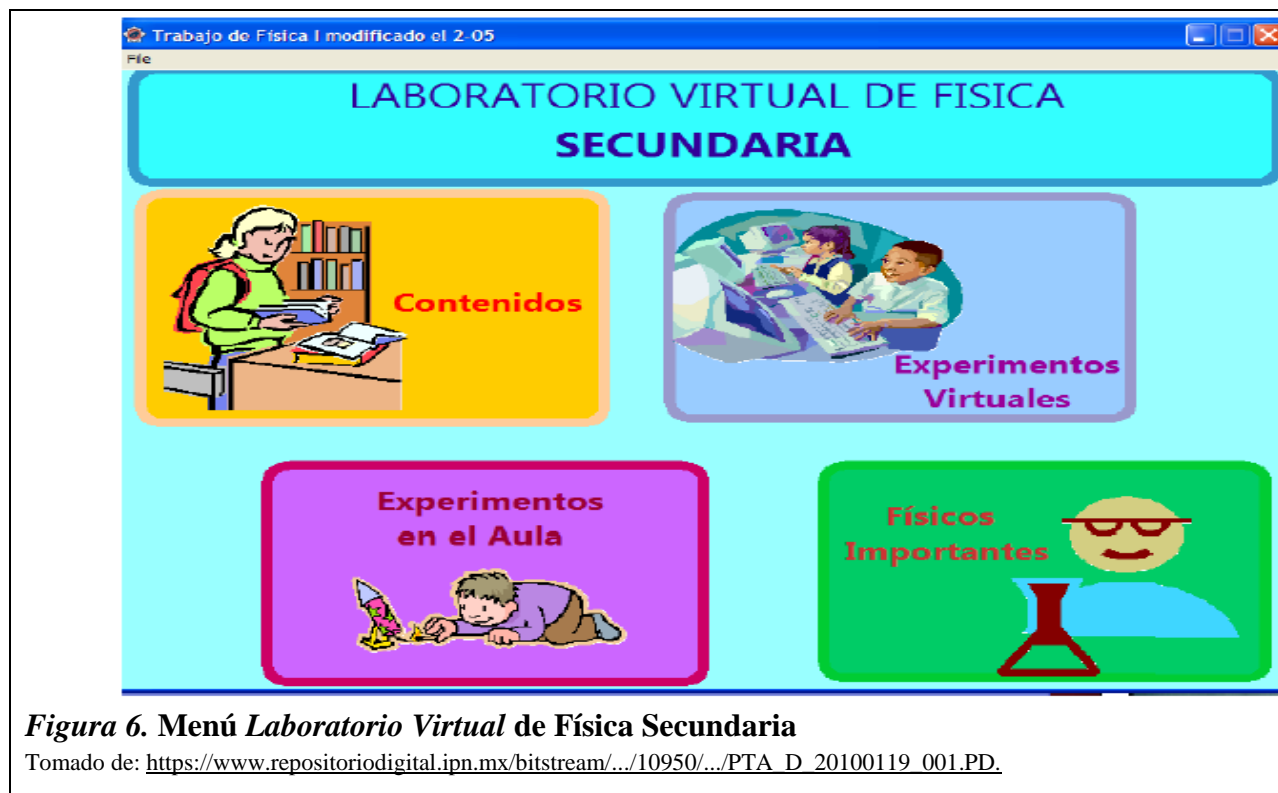 Trabajo de Física I modificado el 2-05
File
LABORATORIO VIRTUAL DE FISICA
SECUNDARIA
Contenidos
Experimentos
Virtuales
Experimentos
en el Aula
Físicos
Importantes
Figura 6. Menú Laboratorio Virtual de Física Secundaria
Tomado de: https://www.repositoriodigital.ipn.mx/bitstream/.../10950/.../PTA_D_20100119_001.PD.